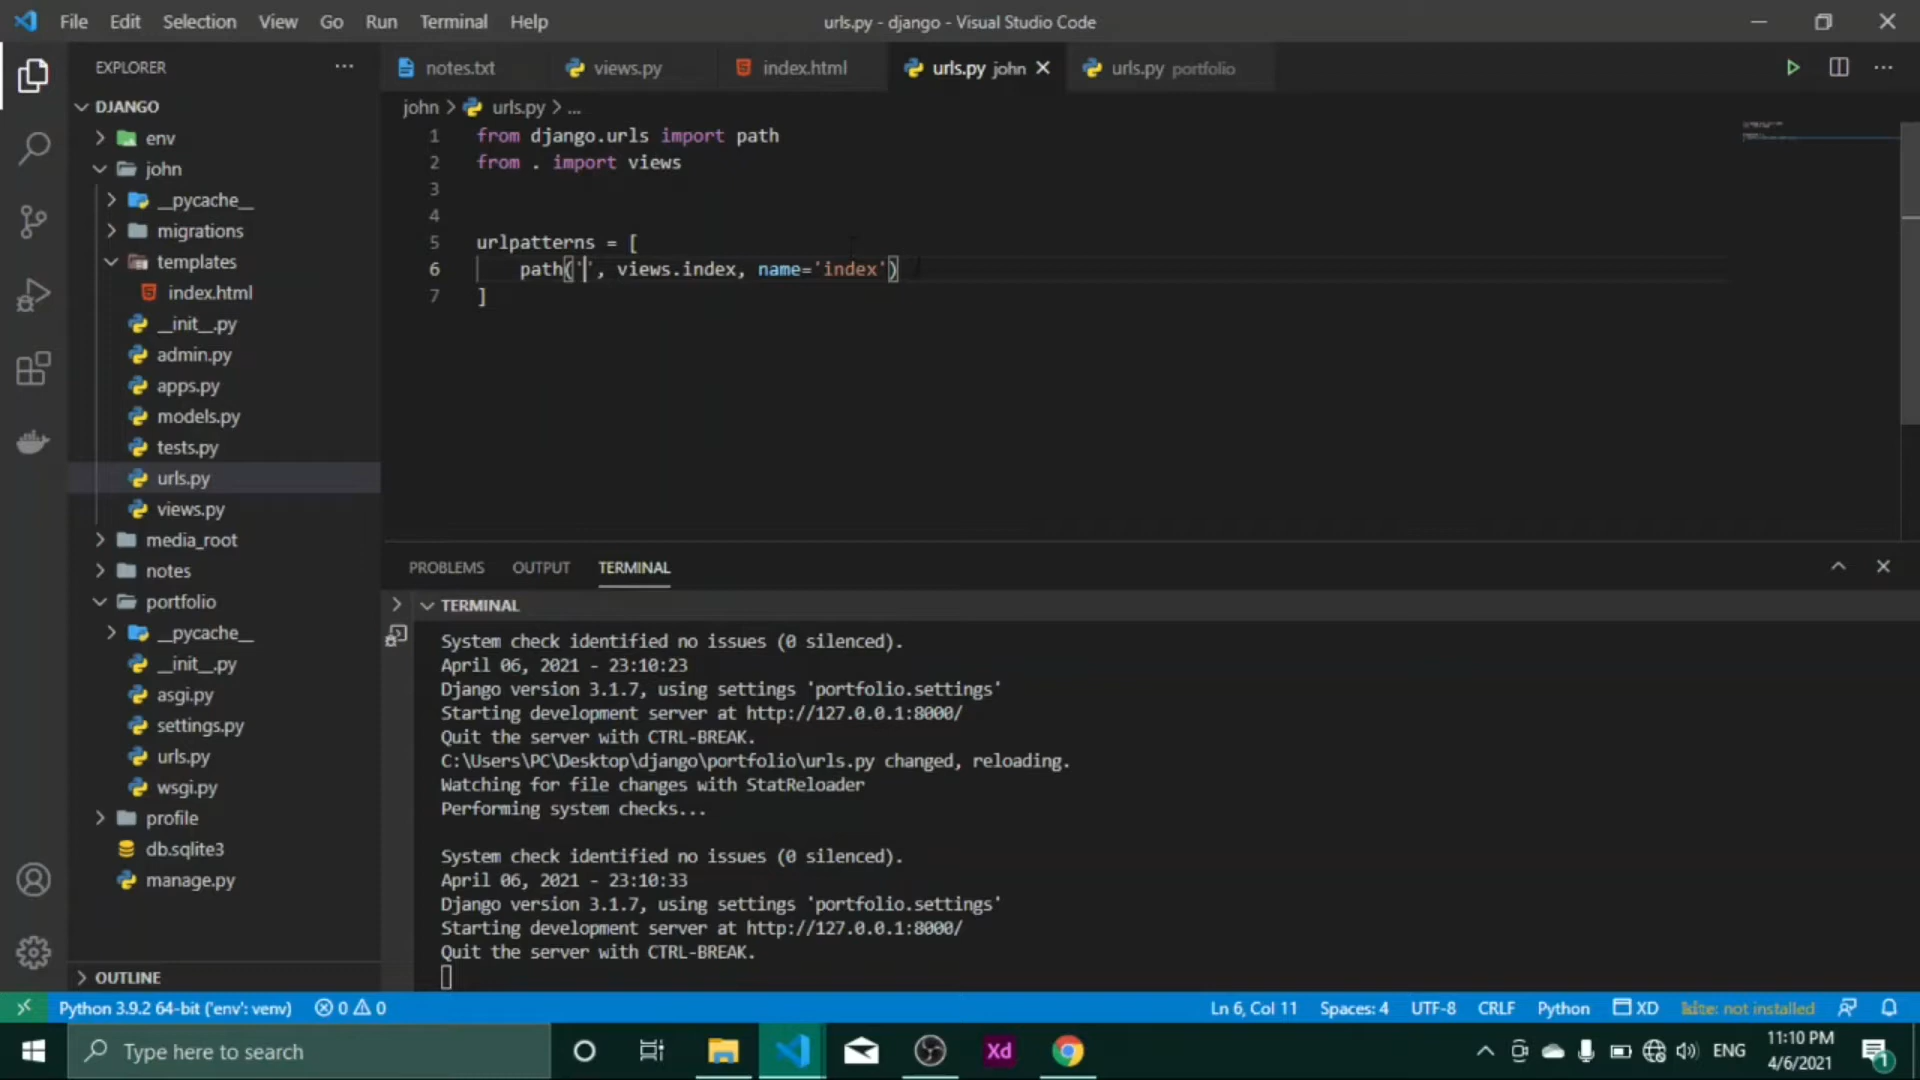 File Edit Selection View Go Run Terminal Help
urls.py - django - Visual Studio Code
EXPLORER
notes.txt
views.py
index.html
urls.py john
urls.py portfolio
DJANGO
env
john
__pycache__
migrations
templates
index.html
__init__.py
admin.py
apps.py
models.py
tests.py
urls.py
views.py
media_root
notes
portfolio
__pycache__
__init__.py
asgi.py
settings.py
urls.py
wsgi.py
profile
db.sqlite3
manage.py
OUTLINE
john > urls.py > ...
1 from django.urls import path
2 from . import views
3
4
5 urlpatterns = [
6 path('', views.index, name='index')
7 ]
PROBLEMS OUTPUT TERMINAL
TERMINAL
System check identified no issues (0 silenced).
April 06, 2021 - 23:10:23
Django version 3.1.7, using settings 'portfolio.settings'
Starting development server at http://127.0.0.1:8000/
Quit the server with CTRL-BREAK.
C:\Users\PC\Desktop\django\portfolio\urls.py changed, reloading.
Watching for file changes with StatReloader
Performing system checks...
System check identified no issues (0 silenced).
April 06, 2021 - 23:10:33
Django version 3.1.7, using settings 'portfolio.settings'
Starting development server at http://127.0.0.1:8000/
Quit the server with CTRL-BREAK.
Python 3.9.2 64-bit ('env': venv) 0 0 Ln 6, Col 11 Spaces: 4 UTF-8 CRLF Python XD not installed
Type here to search
Xd
ENG
11:10 PM
4/6/2021
1